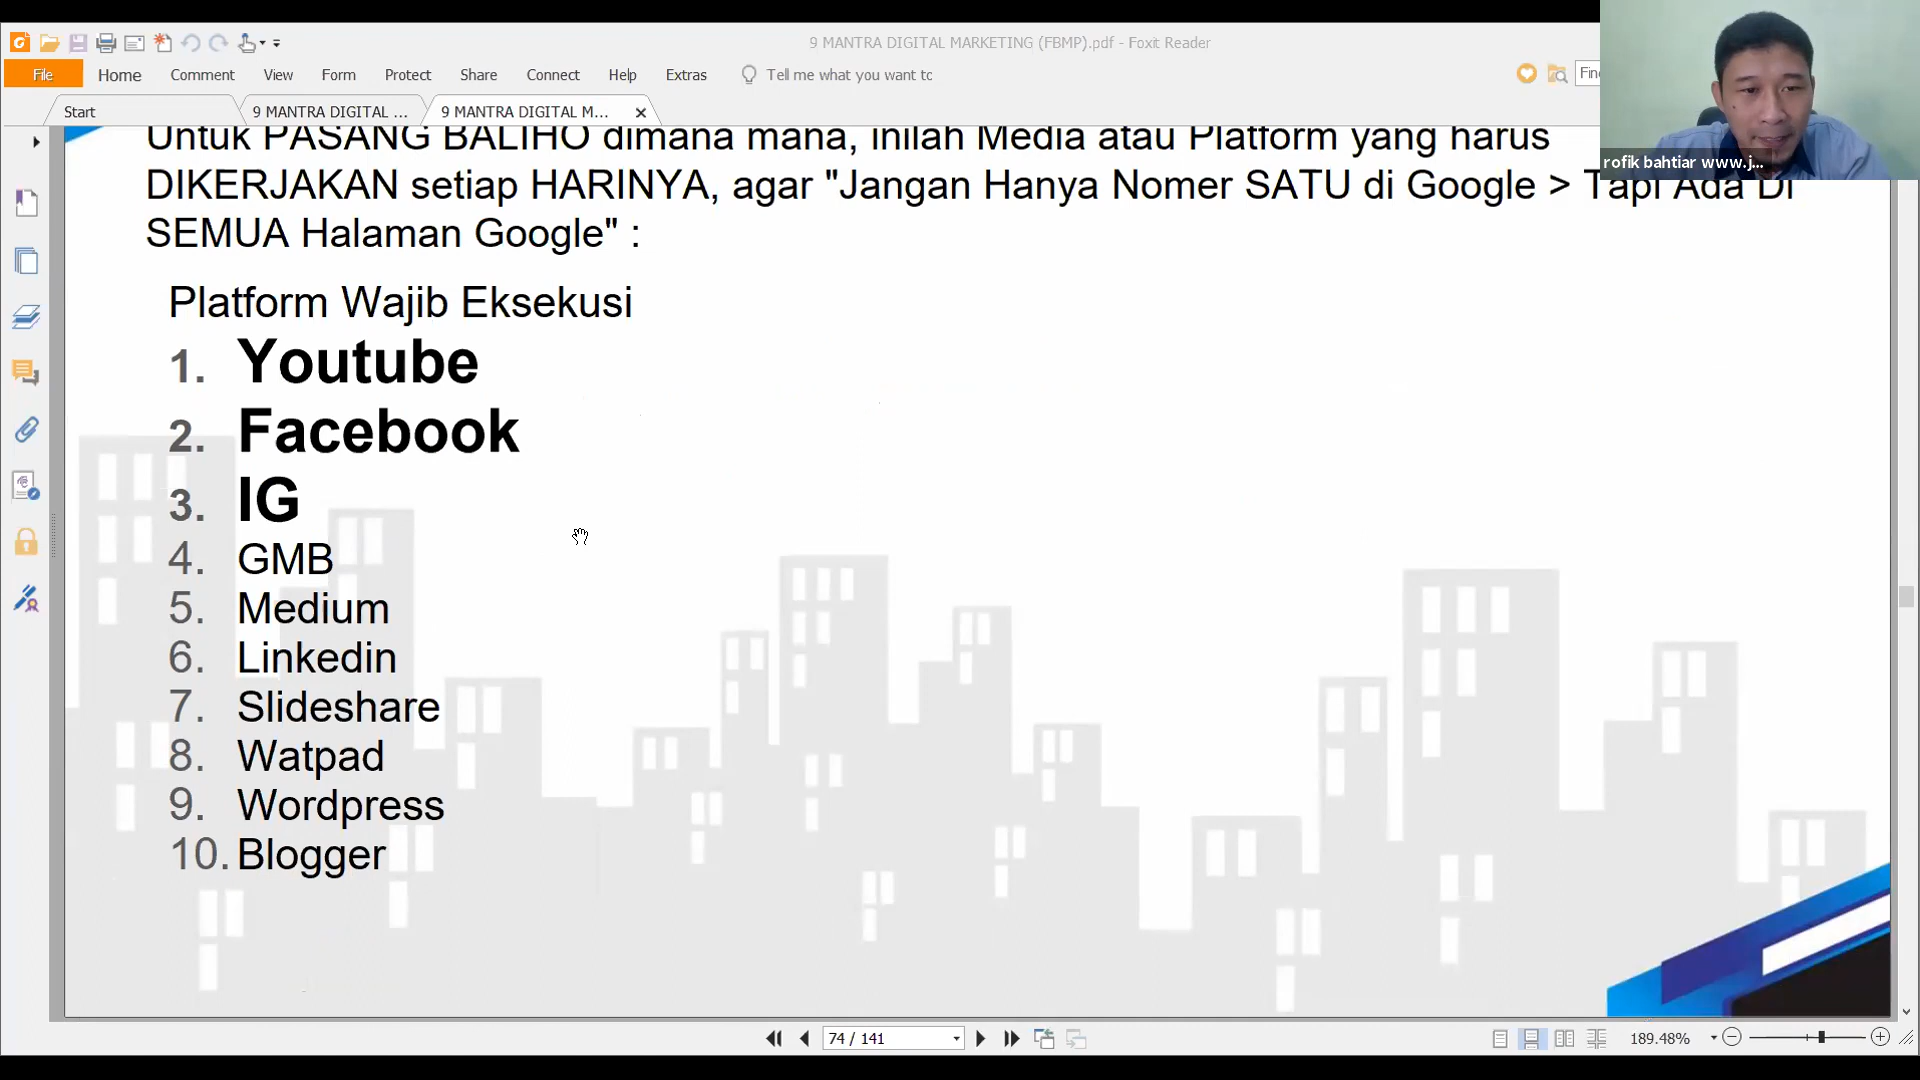 9 MANTRA DIGITAL MARKETING (FBMP).pdf - Foxit Reader
File Home Comment View Form Protect Share Connect Help Extras Tell me what you want to
Start 9 MANTRA DIGITAL ... 9 MANTRA DIGITAL M...
rofik bahtiar www.j...
Untuk PASANG BALIHO dimana mana, inilah Media atau Platform yang harus
DIKERJAKAN setiap HARINYA, agar "Jangan Hanya Nomer SATU di Google > Tapi Ada Di
SEMUA Halaman Google" :
Platform Wajib Eksekusi
1. Youtube
2. Facebook
3. IG
4. GMB
5. Medium
6. Linkedin
7. Slideshare
8. Watpad
9. Wordpress
10. Blogger
74 / 141
189.48%